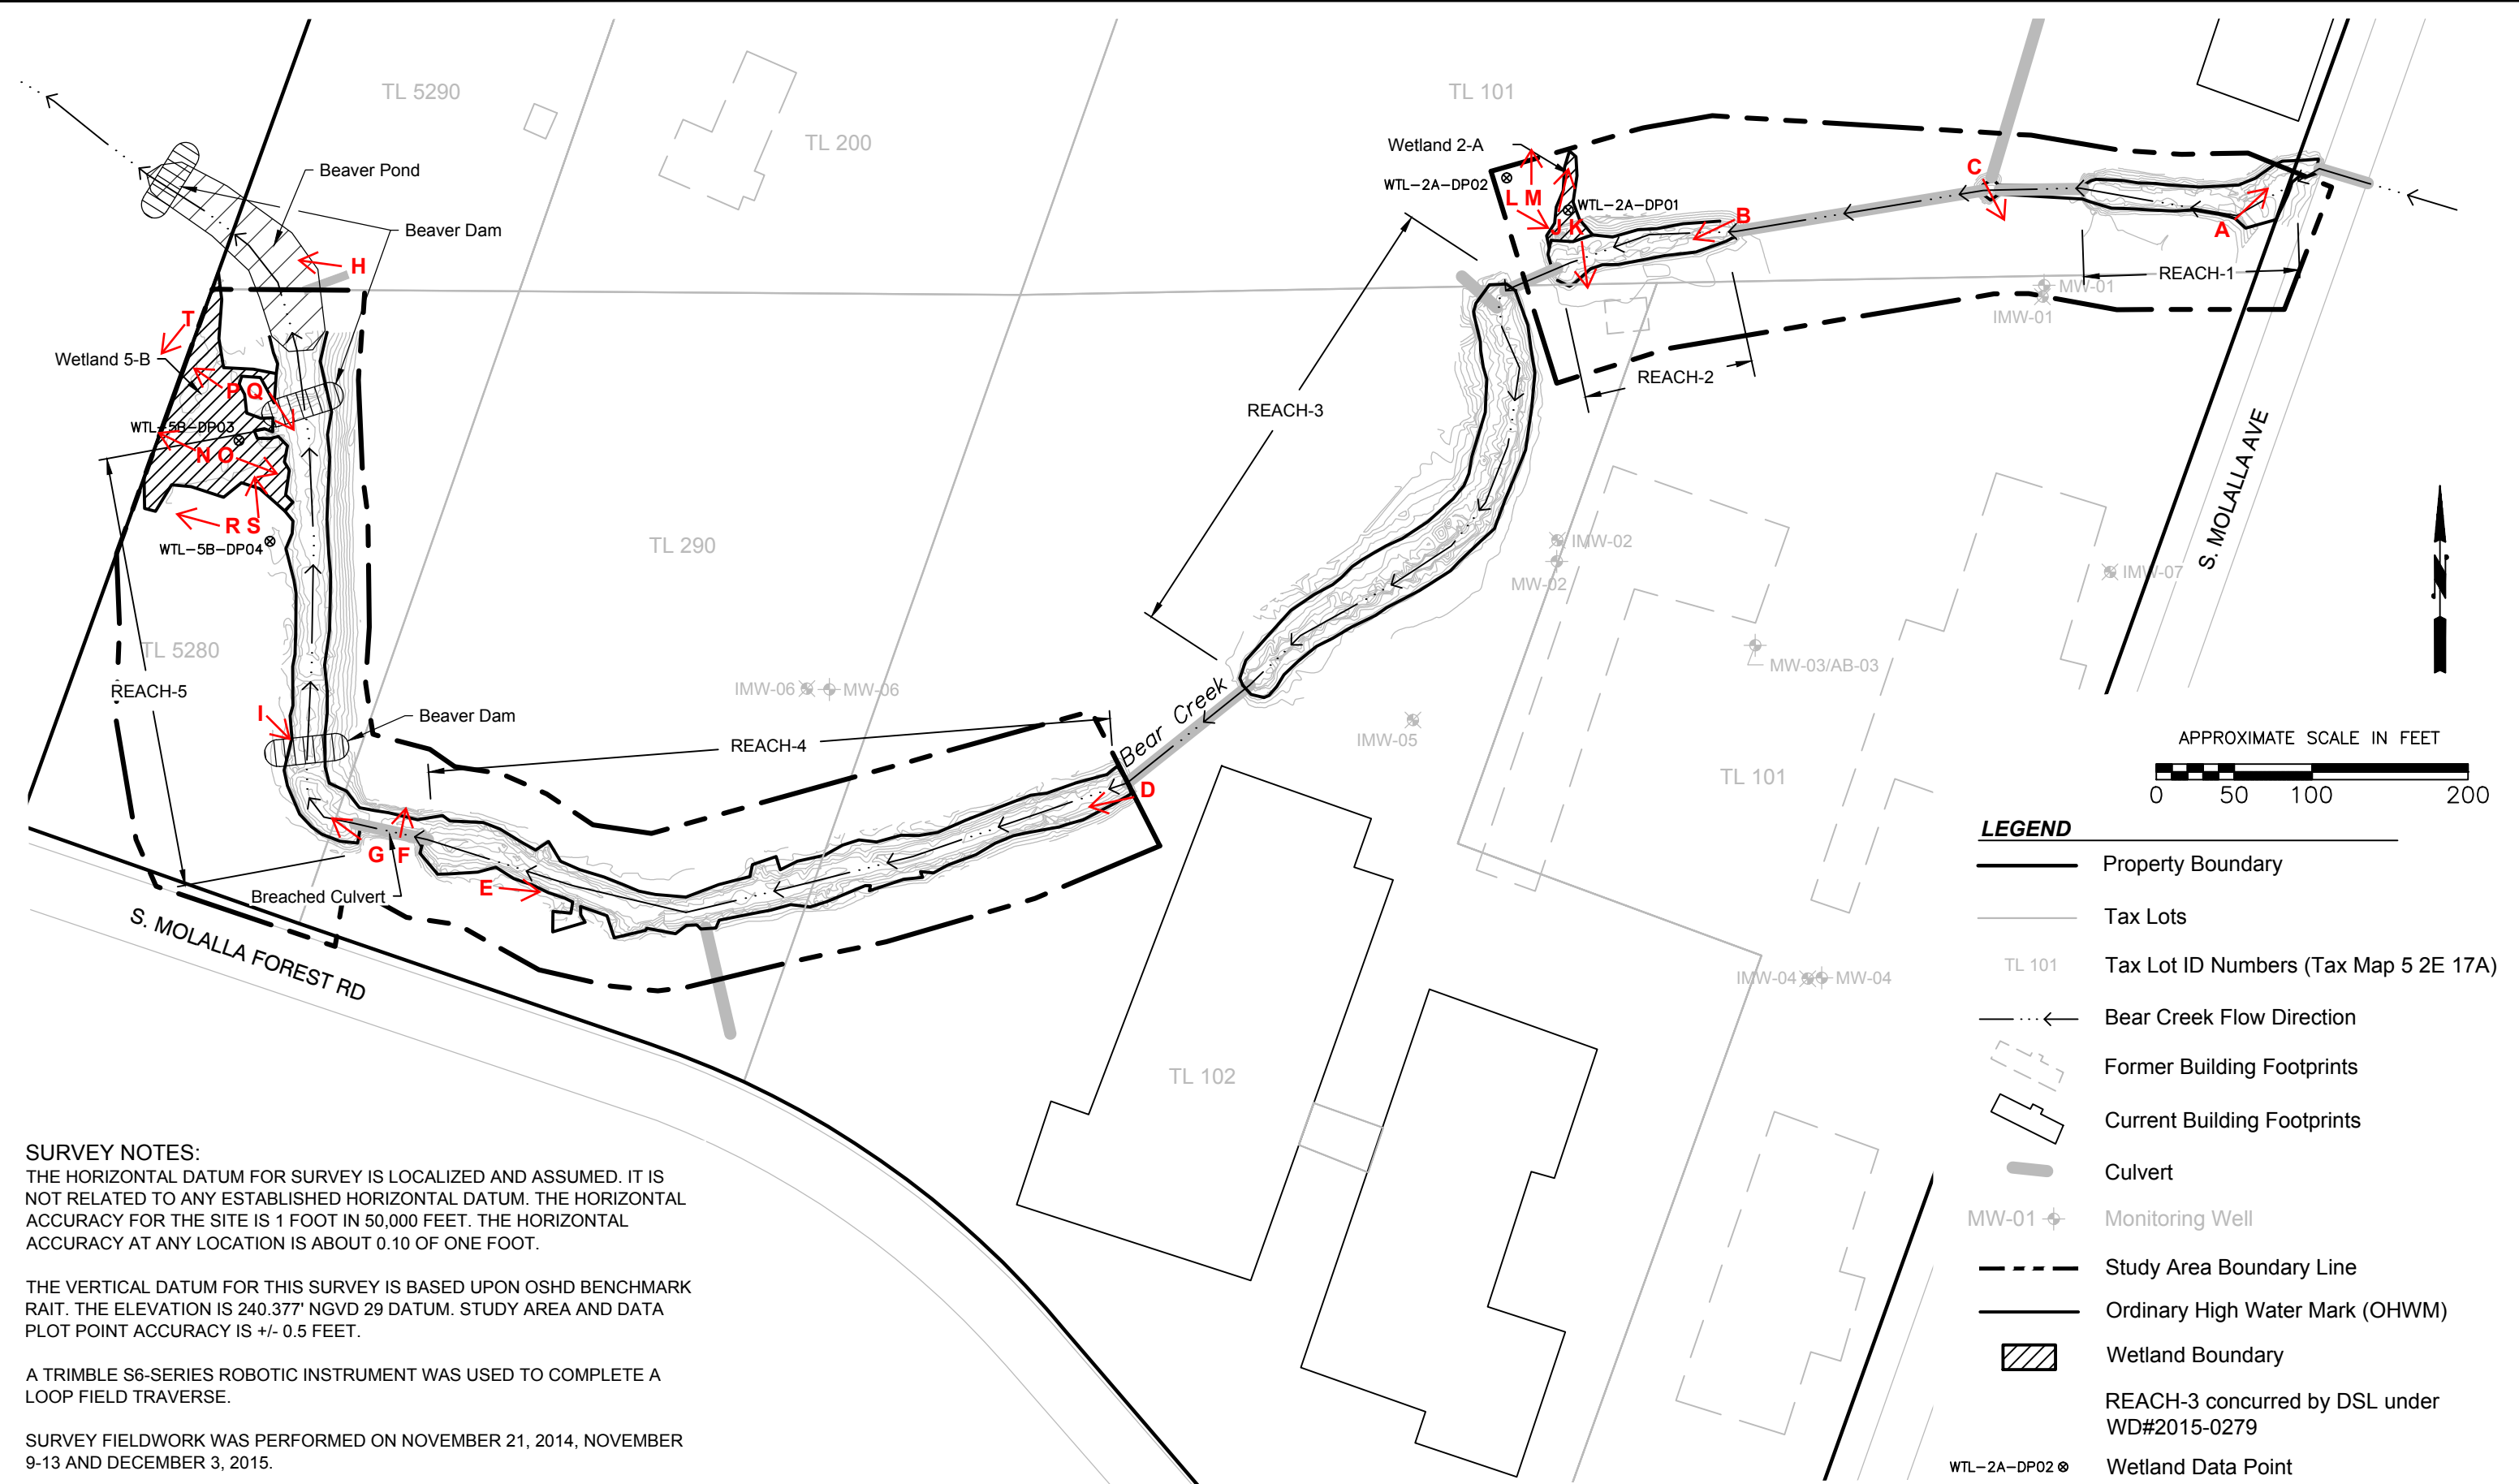 TL 5290
TL 200
TL 101
Wetland 2-A
WTL-2A-DP02
L M
WTL-2A-DP01
J K
B
C
A
REACH-1
MW-01
IMW-01
REACH-2
Beaver Pond
Beaver Dam
H
T
Wetland 5-B
P Q
WTL-5B-DP03
N O
R S
WTL-5B-DP04
REACH-3
TL 290
IMW-02
MW-02
IMW-07
S. MOLALLA AVE
N
TL 5280
REACH-5
MW-03/AB-03
IMW-06
MW-06
I
Beaver Dam
REACH-4
Bear Creek
IMW-05
TL 101
D
G F
E
Breached Culvert
S. MOLALLA FOREST RD
IMW-04
MW-04
TL 102
APPROXIMATE SCALE IN FEET
0 50 100 200
LEGEND
Property Boundary
Tax Lots
TL 101 Tax Lot ID Numbers (Tax Map 5 2E 17A)
Bear Creek Flow Direction
Former Building Footprints
Current Building Footprints
Culvert
MW-01 Monitoring Well
Study Area Boundary Line
Ordinary High Water Mark (OHWM)
Wetland Boundary
REACH-3 concurred by DSL under
WD#2015-0279
WTL-2A-DP02 Wetland Data Point
SURVEY NOTES:
THE HORIZONTAL DATUM FOR SURVEY IS LOCALIZED AND ASSUMED. IT IS
NOT RELATED TO ANY ESTABLISHED HORIZONTAL DATUM. THE HORIZONTAL
ACCURACY FOR THE SITE IS 1 FOOT IN 50,000 FEET. THE HORIZONTAL
ACCURACY AT ANY LOCATION IS ABOUT 0.10 OF ONE FOOT.
THE VERTICAL DATUM FOR THIS SURVEY IS BASED UPON OSHD BENCHMARK
RAIT. THE ELEVATION IS 240.377' NGVD 29 DATUM. STUDY AREA AND DATA
PLOT POINT ACCURACY IS +/- 0.5 FEET.
A TRIMBLE S6-SERIES ROBOTIC INSTRUMENT WAS USED TO COMPLETE A
LOOP FIELD TRAVERSE.
SURVEY FIELDWORK WAS PERFORMED ON NOVEMBER 21, 2014, NOVEMBER
9-13 AND DECEMBER 3, 2015.